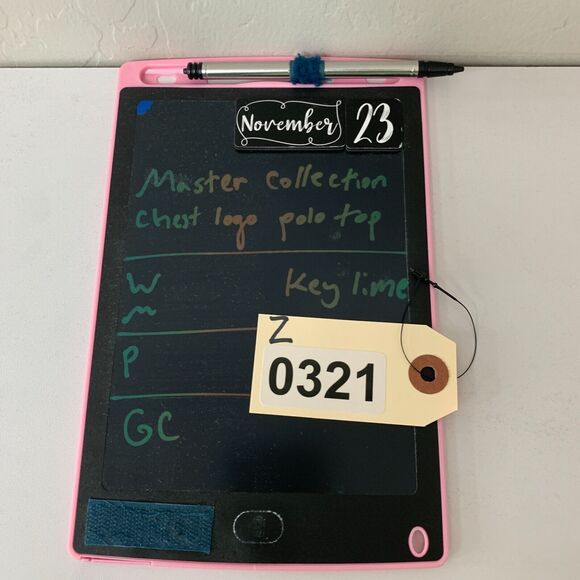 November 23
Master Collection
Chest logo polo top
W Key lime
m
P
GC
Z
0321